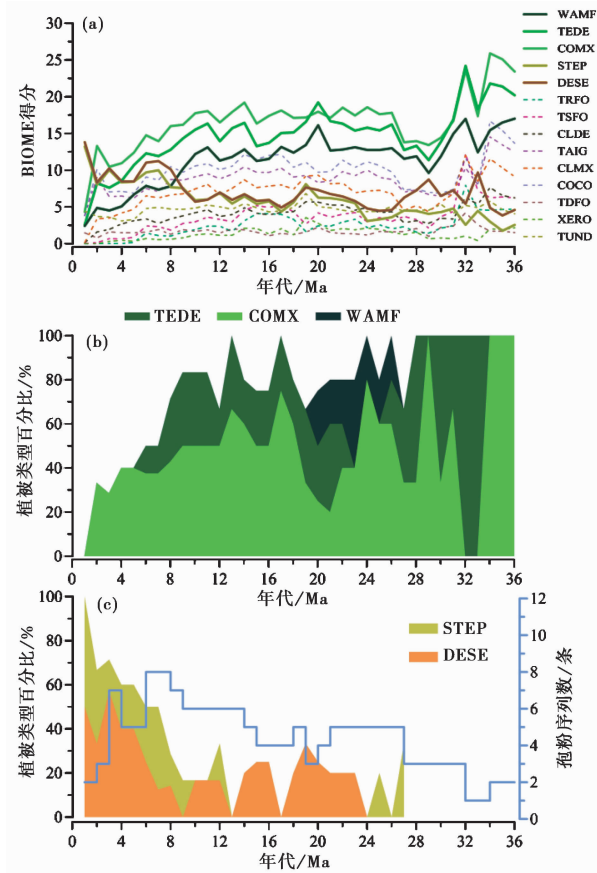 (a)
BIOME得分
30
25
20
15
10
5
0
0 4 8 12 16 20 24 28 32 36
年代/Ma
WAMF
TEDE
COMX
STEP
DESE
TRFO
TSFO
CLDE
TAIG
CLMX
COCO
TDFO
XERO
TUND
TEDE COMX WAMF
(b)
植被类型百分比/%
100
80
60
40
20
0
0 4 8 12 16 20 24 28 32 36
年代/Ma
(c)
植被类型百分比/%
100
80
60
40
20
0
STEP
DESE
12
10
8
6
4
2
0
孢粉序列数/条
0 4 8 12 16 20 24 28 32 36
年代/Ma